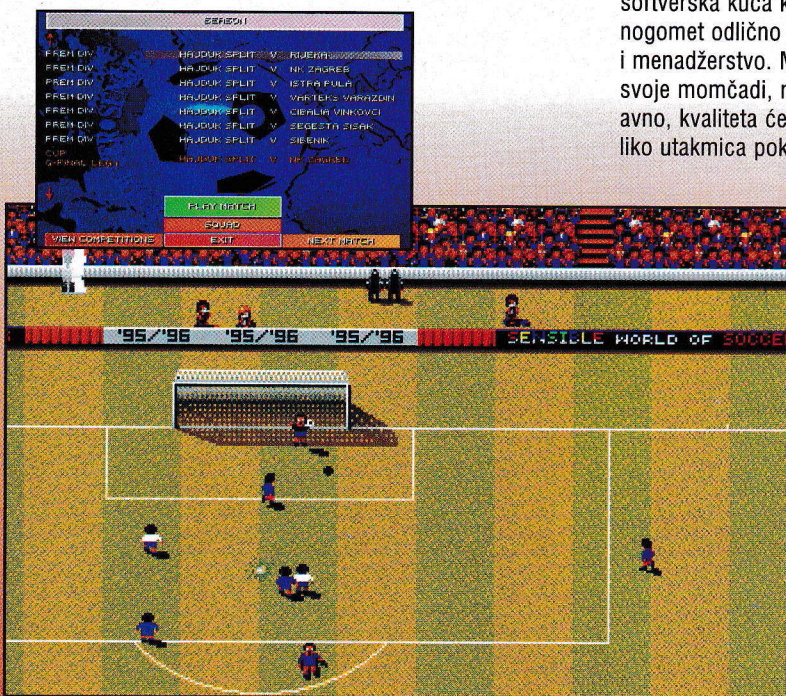 softverska kuća k
nogomet odlično
i menadžerstvo. M
svoje momčadi, n
avno, kvaliteta će
liko utakmica pok
SEASON
PREM DIV HAJDUK SPLIT V RIJEKA
PREM DIV HAJDUK SPLIT V NK ZAGREB
PREM DIV HAJDUK SPLIT V ISTRA PULA
PREM DIV HAJDUK SPLIT V VARTEKS VARAZDIN
PREM DIV HAJDUK SPLIT V CIBALIA VINKOVCI
PREM DIV HAJDUK SPLIT V SEGESTA SISAK
PREM DIV HAJDUK SPLIT V SIBENIK
CUP
Q-FINAL LEG 1 HAJDUK SPLIT V NK ZAGREB
PLAY MATCH
SQUAD
VIEW COMPETITIONS EXIT NEXT MATCH
'95/'96 '95/'96 '95/'96 SENSIBLE WORLD OF SOCCER